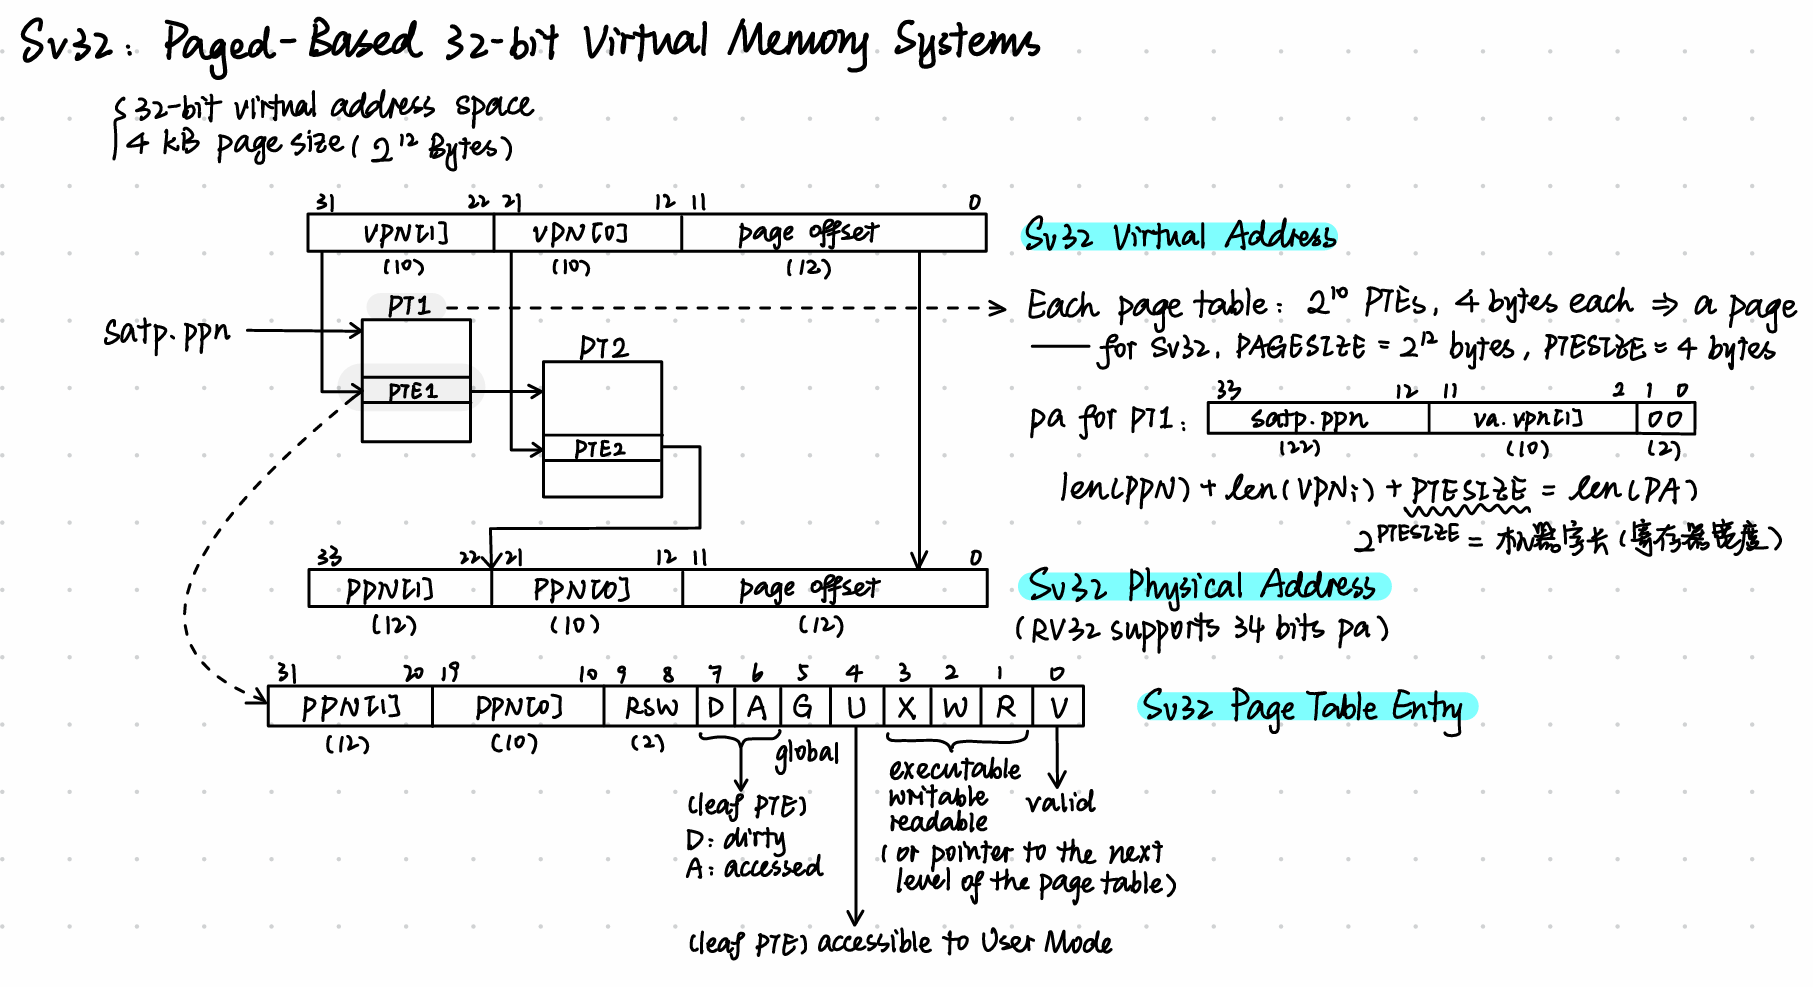 Sv32: Paged-Based 32-bit Virtual Memory Systems
32-bit virtual address space
4 kB page size (2^12 Bytes)
31 22 21 12 11 0
VPN[1] VPN[0] page offset
(10) (10) (12)
Sv32 Virtual Address
PT1
satp.ppn
PTE1
PT2
PTE2
Each page table: 2^10 PTEs, 4 bytes each ⇒ a page
— for Sv32, PAGESIZE = 2^12 bytes, PTESIZE = 4 bytes
33 12 11 2 1 0
pa for PT1: satp.ppn va.vpn[1] 00
(22) (10) (2)
len(PPN) + len(VPNi) + PTESIZE = len(PA)
2^PTESIZE = 机器字长(寄存器宽度)
33 22 21 12 11 0
PPN[1] PPN[0] page offset
(12) (10) (12)
Sv32 Physical Address
(RV32 supports 34 bits pa)
31 20 19 10 9 8 7 6 5 4 3 2 1 0
PPN[1] PPN[0] RSW D A G U X W R V
(12) (10) (2)
Sv32 Page Table Entry
global
(leaf PTE)
D: dirty
A: accessed
executable
writable
readable
(or pointer to the next
level of the page table)
valid
(leaf PTE) accessible to User Mode